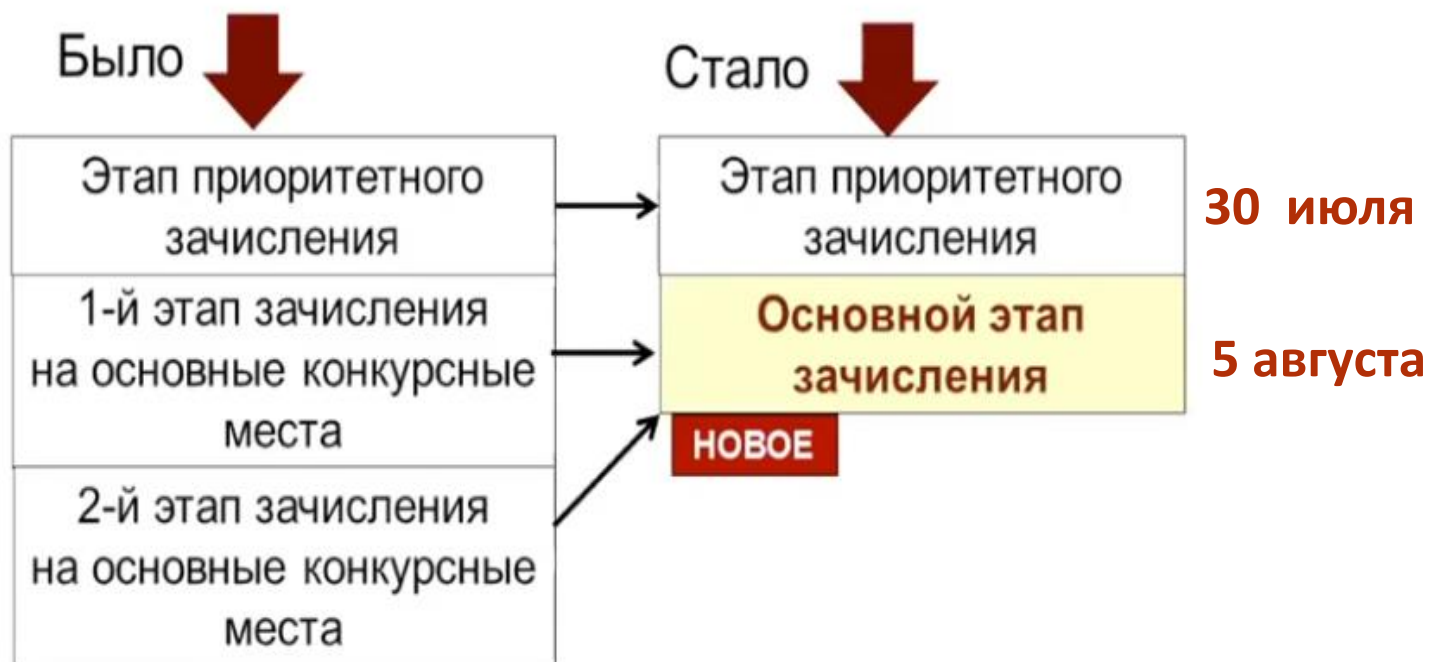 Было
Этап приоритетного
зачисления
1-й этап зачисления
на основные конкурсные
места
2-й этап зачисления
на основные конкурсные
места
Стало
Этап приоритетного
зачисления
30 июля
Основной этап
зачисления
5 августа
НОВОЕ